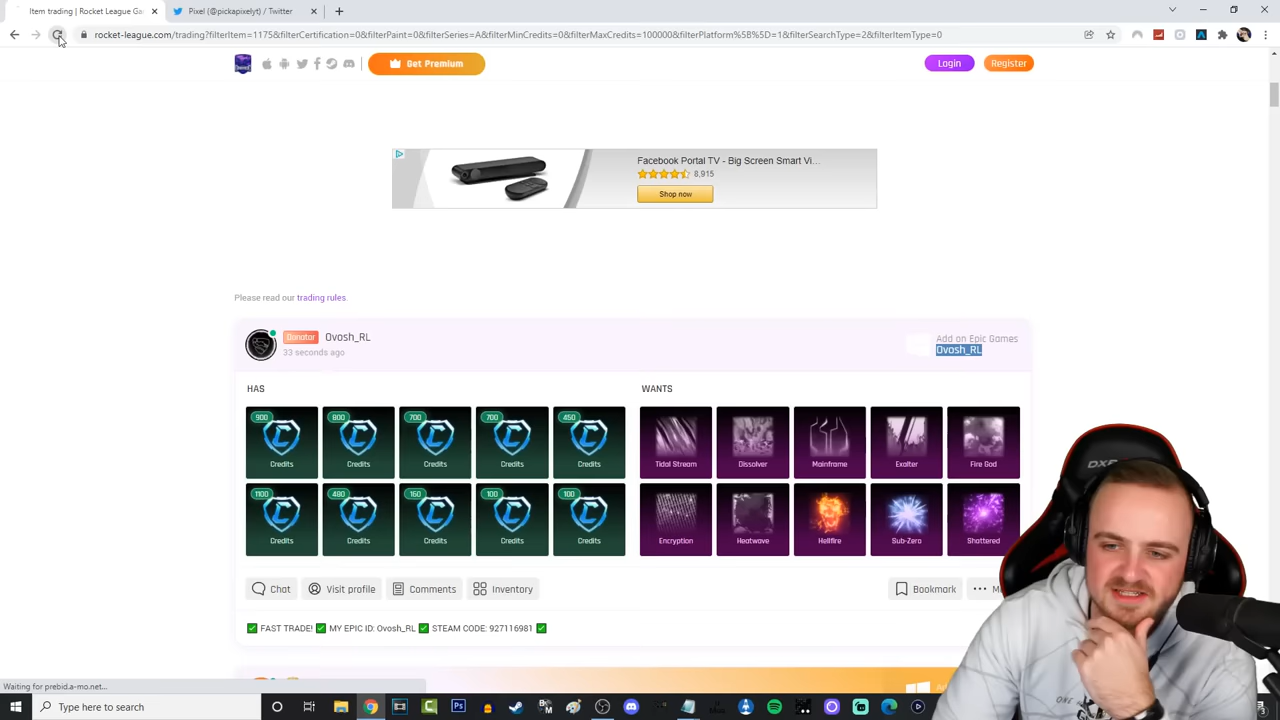 Item trading | Rocket League Ga
Pixel (@pickapixelyt) / Twitter
rocket-league.com/trading?filterItem=1175&filterCertification=0&filterPaint=0&filterSeries=A&filterMinCredits=0&filterMaxCredits=100000&filterPlatform%5B%5D=1&filterSearchType=2&filterItemType=0
Get Premium
Login
Register
Facebook Portal TV - Big Screen Smart Vi...
8,915
Shop now
Please read our trading rules.
Donator Ovosh_RL
33 seconds ago
Add on Epic Games
Ovosh_RL
HAS
WANTS
900 Credits
800 Credits
700 Credits
700 Credits
450 Credits
Tidal Stream
Dissolver
Mainframe
Exalter
Fire God
1100 Credits
480 Credits
160 Credits
100 Credits
100 Credits
Encryption
Heatwave
Hellfire
Sub-Zero
Shattered
Chat
Visit profile
Comments
Inventory
Bookmark
✅ FAST TRADE! ✅ MY EPIC ID: Ovosh_RL ✅ STEAM CODE: 927116981 ✅
Waiting for prebid.a-mo.net...
DXR
Type here to search